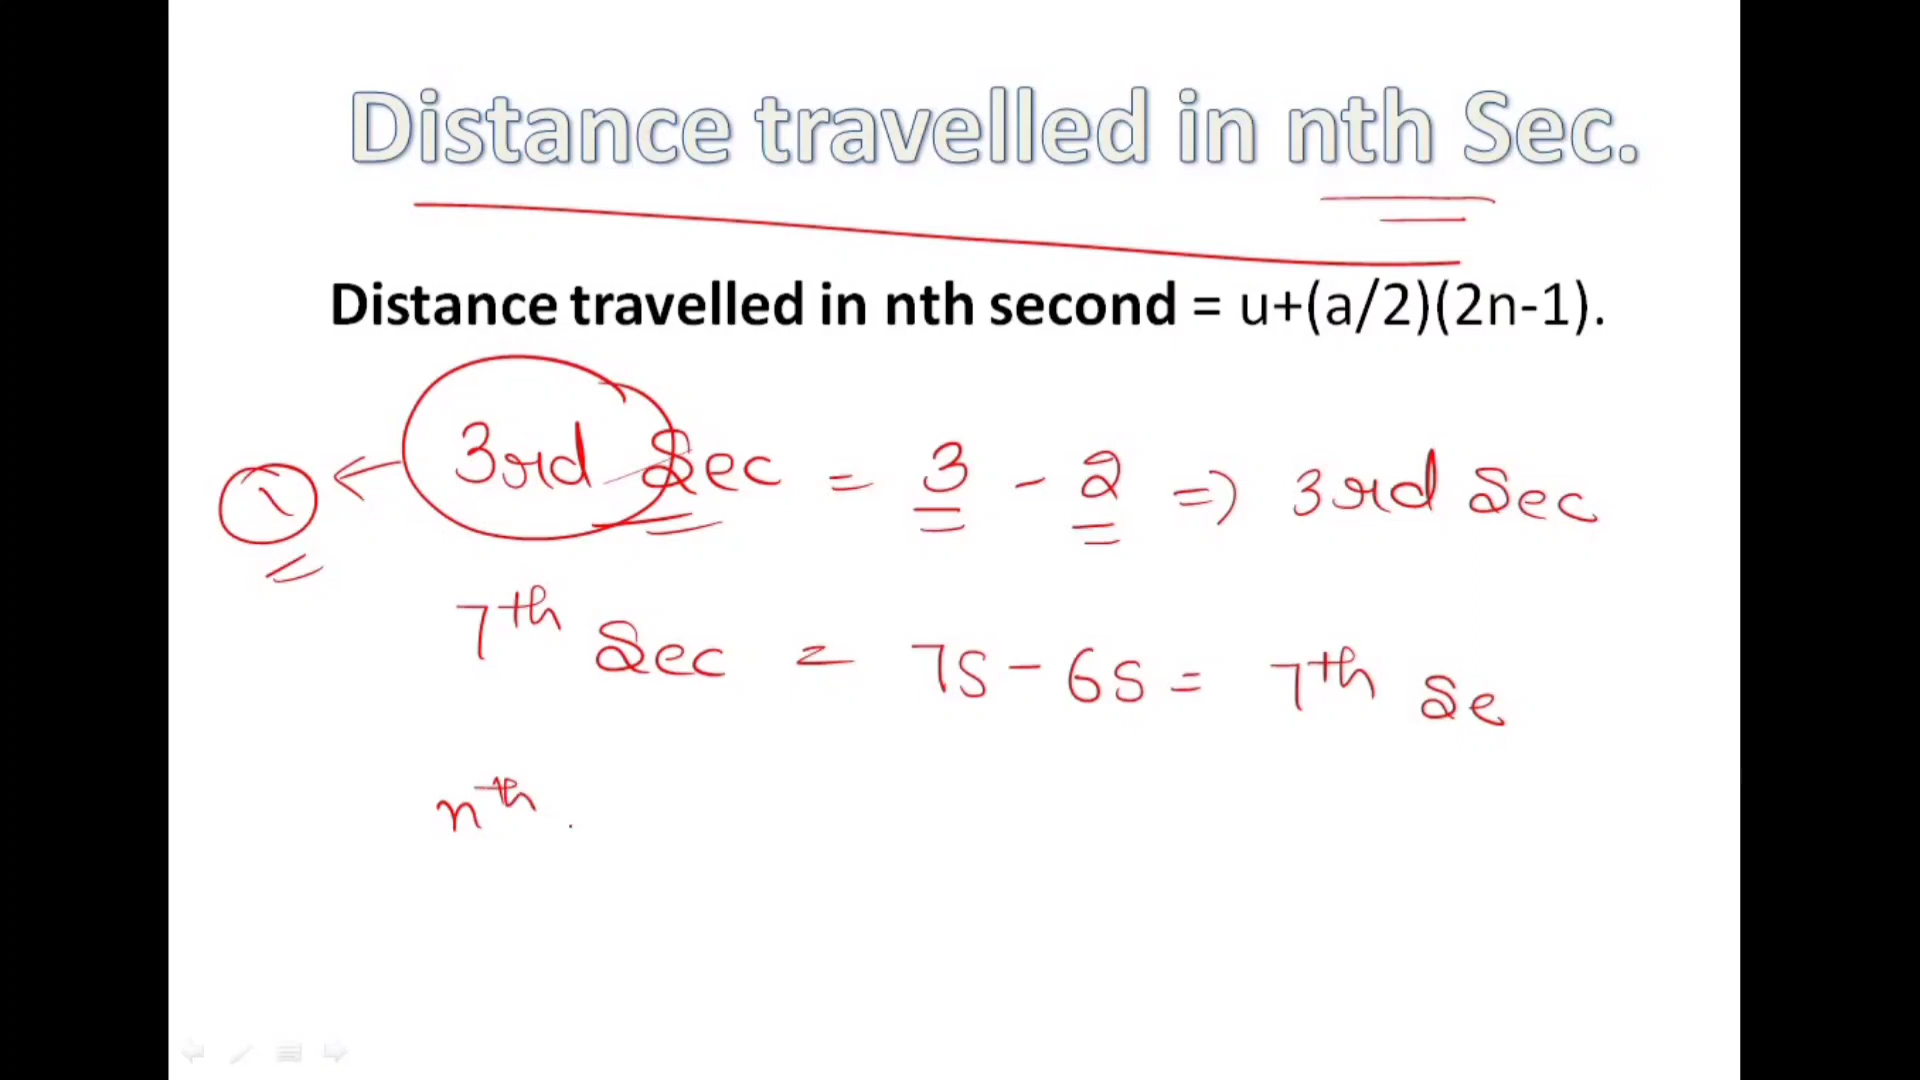 Distance travelled in nth Sec.
Distance travelled in nth second = u+(a/2)(2n-1).
3rd Sec = 3 - 2 => 3rd Sec
7th Sec = 7s - 6s = 7th Se
nth .